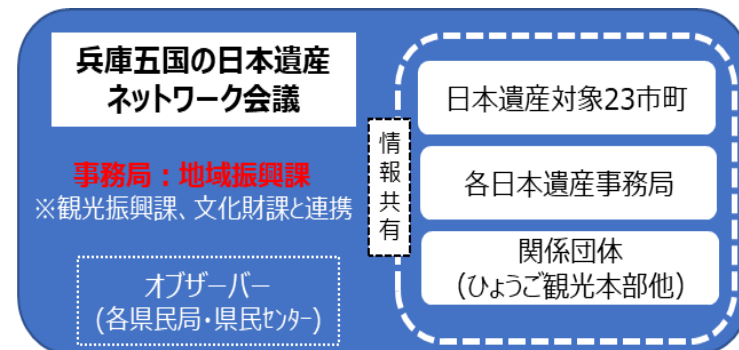 兵庫五国の日本遺産
ネットワーク会議
事務局：地域振興課
※観光振興課、文化財課と連携
オブザーバー
(各県民局・県民センター)
情報共有
日本遺産対象23市町
各日本遺産事務局
関係団体
(ひょうご観光本部他)